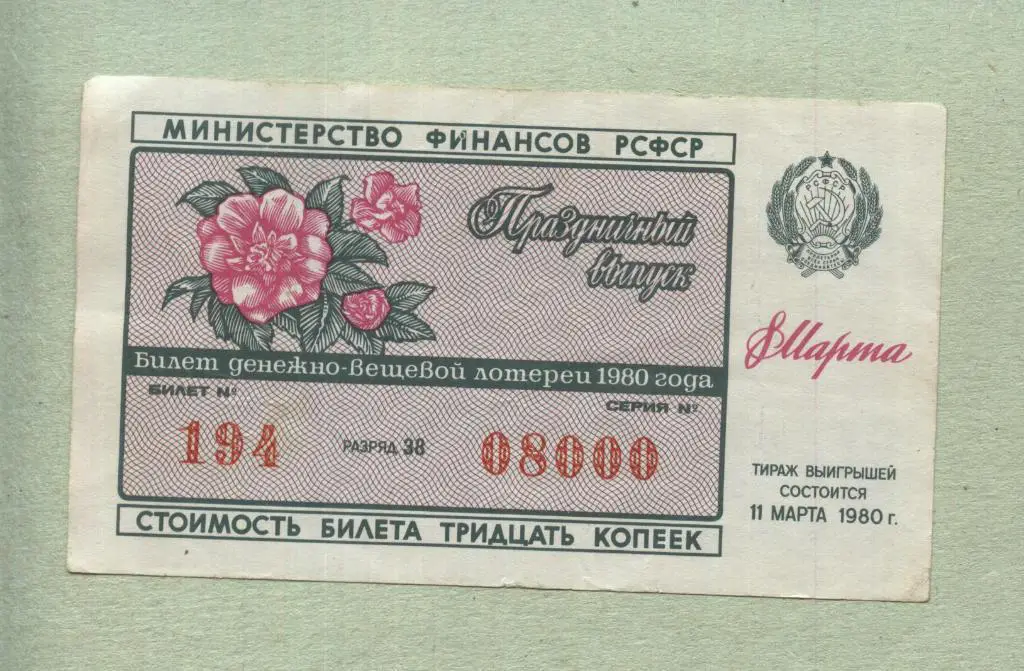 МИНИСТЕРСТВО ФИНАНСОВ РСФСР
Праздничный
выпуск
РСФСР
8 Марта
Билет денежно-вещевой лотереи 1980 года
БИЛЕТ № СЕРИЯ №
194 РАЗРЯД 38 08000
ТИРАЖ ВЫИГРЫШЕЙ
СОСТОИТСЯ
11 МАРТА 1980 г.
СТОИМОСТЬ БИЛЕТА ТРИДЦАТЬ КОПЕЕК